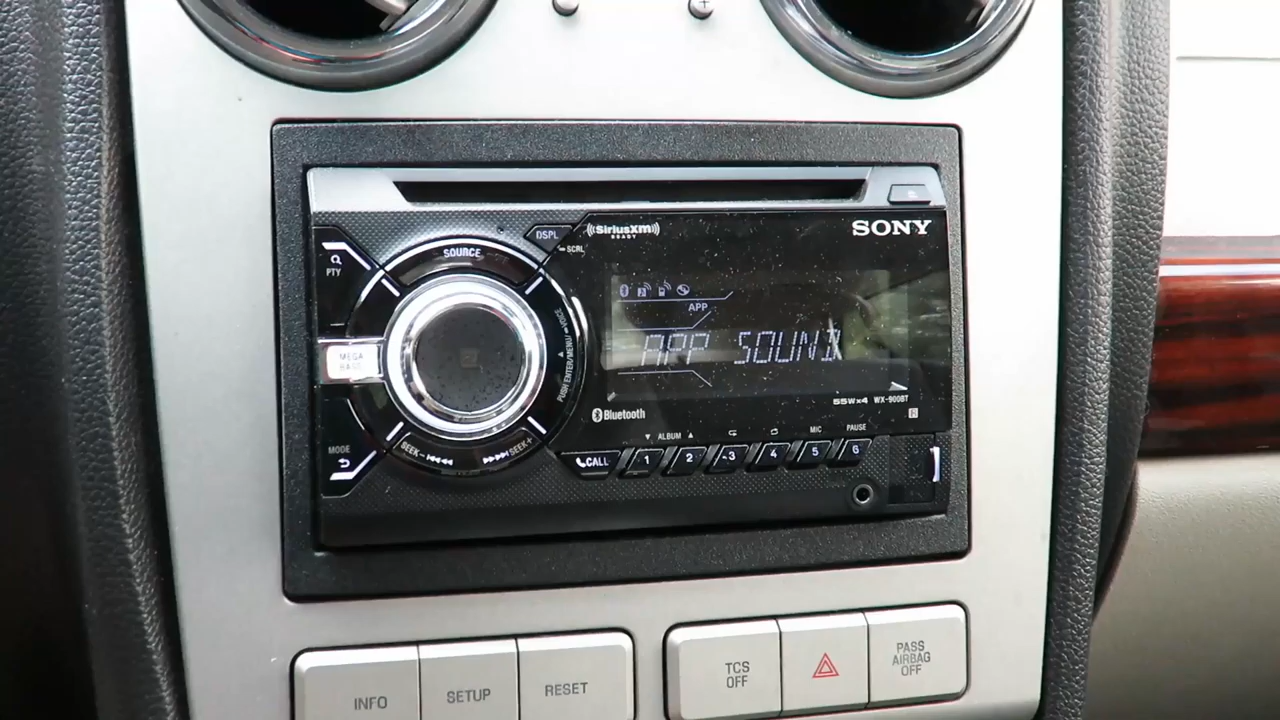 DSPL
SiriusXM
READY
SONY
SOURCE
SCRL
PTY
APP
APP SOUND
MEGA
BASS
PUSH ENTER/MENU/ VOICE
55W×4 WX-900BT
Bluetooth
MODE
SEEK- SEEK+
ALBUM MIC PAUSE
CALL 1 2 3 4 5 6
INFO SETUP RESET
TCS
OFF
PASS
AIRBAG
OFF